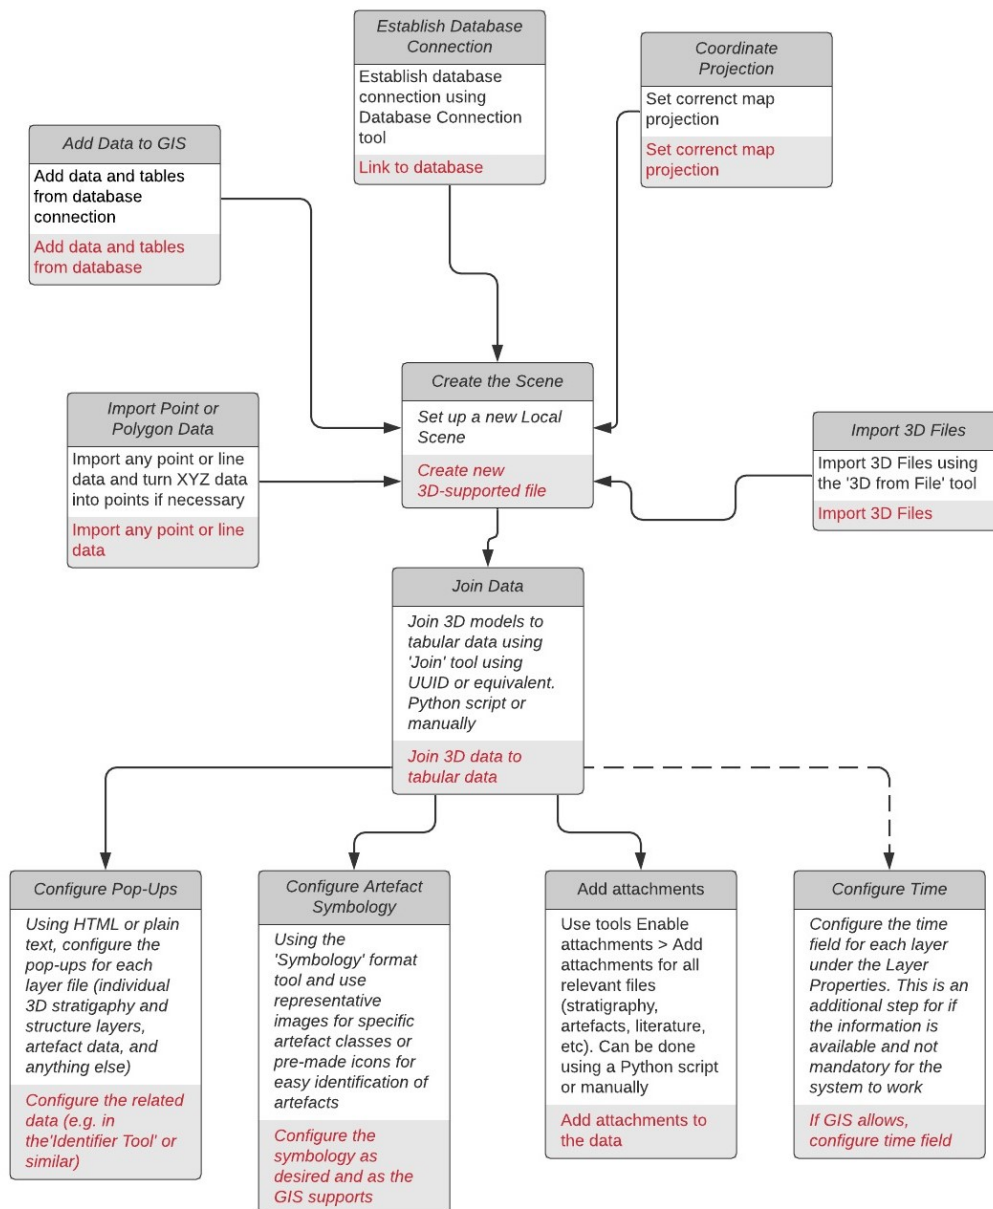 Establish Database
Connection
Establish database
connection using
Database Connection
tool
Link to database
Coordinate
Projection
Set correnct map
projection
Set correnct map
projection
Add Data to GIS
Add data and tables
from database
connection
Add data and tables
from database
Create the Scene
Set up a new Local
Scene
Create new
3D-supported file
Import Point or
Polygon Data
Import any point or line
data and turn XYZ data
into points if necessary
Import any point or line
data
Import 3D Files
Import 3D Files using
the '3D from File' tool
Import 3D Files
Join Data
Join 3D models to
tabular data using
'Join' tool using
UUID or equivalent.
Python script or
manually
Join 3D data to
tabular data
Configure Pop-Ups
Using HTML or plain
text, configure the
pop-ups for each
layer file (individual
3D stratigaphy and
structure layers,
artefact data, and
anything else)
Configure the related
data (e.g. in
the'Identifier Tool' or
similar)
Configure Artefact
Symbology
Using the
'Symbology' format
tool and use
representative
images for specific
artefact classes or
pre-made icons for
easy identification of
artefacts
Configure the
symbology as
desired and as the
GIS supports
Add attachments
Use tools Enable
attachments > Add
attachments for all
relevant files
(stratigraphy,
artefacts, literature,
etc). Can be done
using a Python script
or manually
Add attachments to
the data
Configure Time
Configure the time
field for each layer
under the Layer
Properties. This is an
additional step for if
the information is
available and not
mandatory for the
system to work
If GIS allows,
configure time field